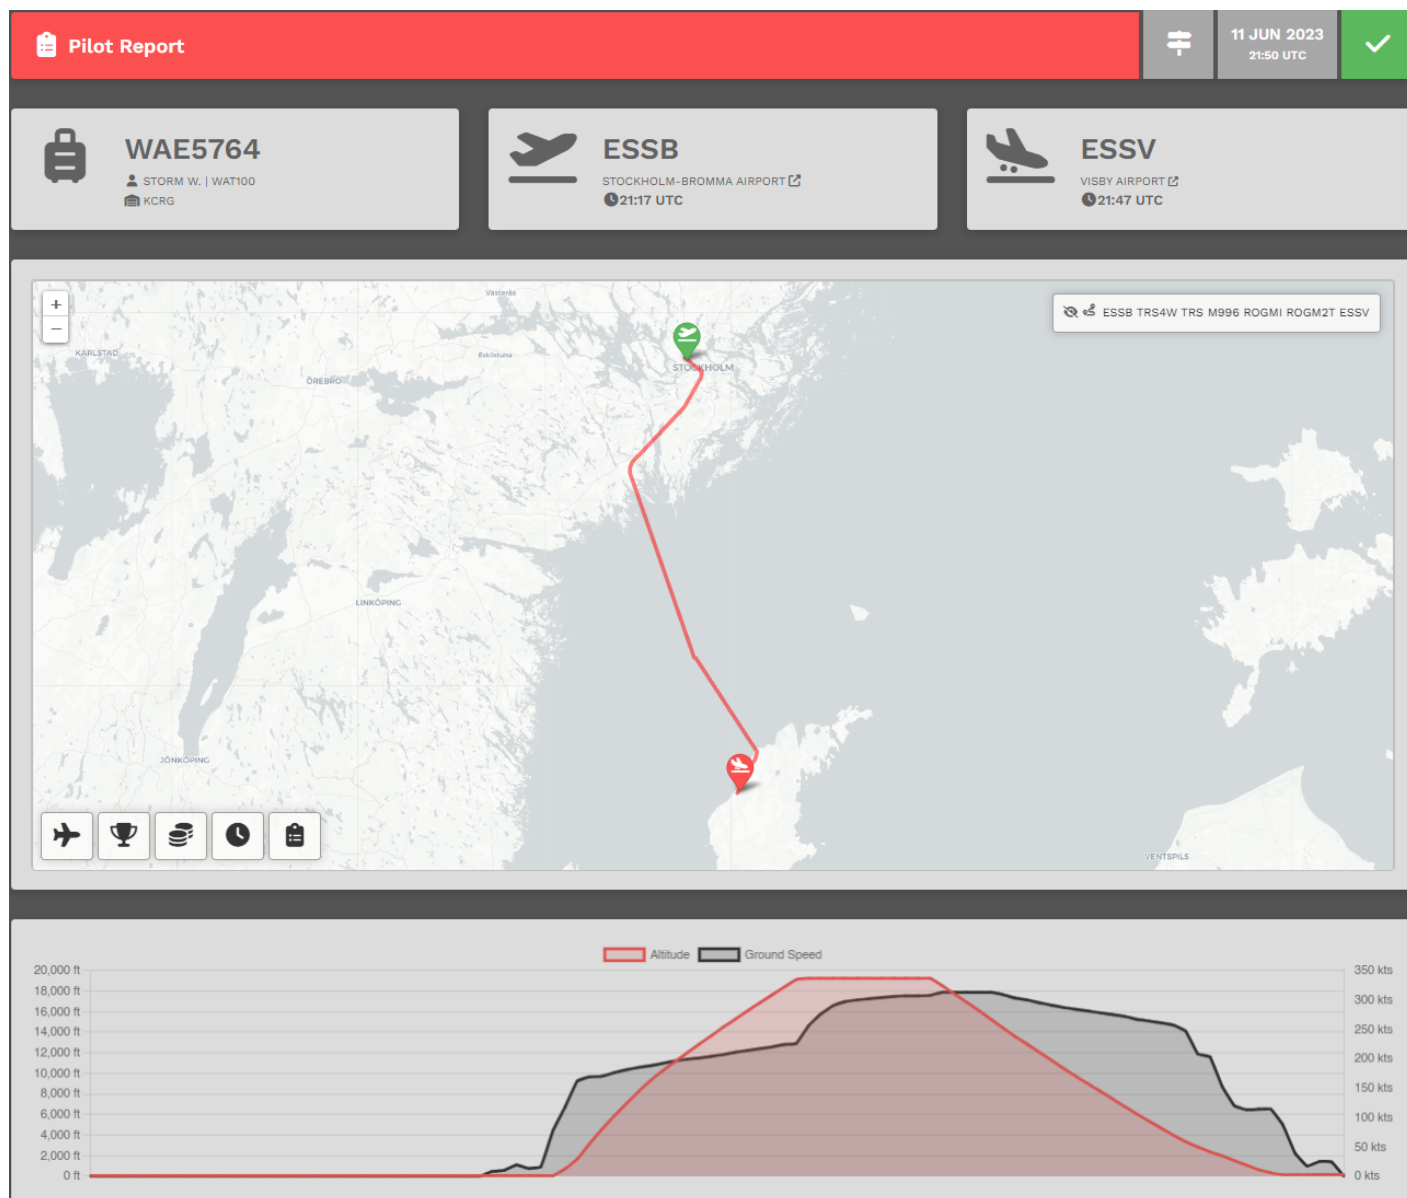 Pilot Report
11 JUN 2023
21:50 UTC
WAE5764
STORM W. | WAT100
KCRG
ESSB
STOCKHOLM-BROMMA AIRPORT
21:17 UTC
ESSV
VISBY AIRPORT
21:47 UTC
+
−
ESSB TRS4W TRS M996 ROGMI ROGM2T ESSV
Västerås
KARLSTAD
Eskilstuna
ÖREBRO
STOCKHOLM
LINKÖPING
JÖNKÖPING
VENTSPILS
Altitude
Ground Speed
20,000 ft
18,000 ft
16,000 ft
14,000 ft
12,000 ft
10,000 ft
8,000 ft
6,000 ft
4,000 ft
2,000 ft
0 ft
350 kts
300 kts
250 kts
200 kts
150 kts
100 kts
50 kts
0 kts